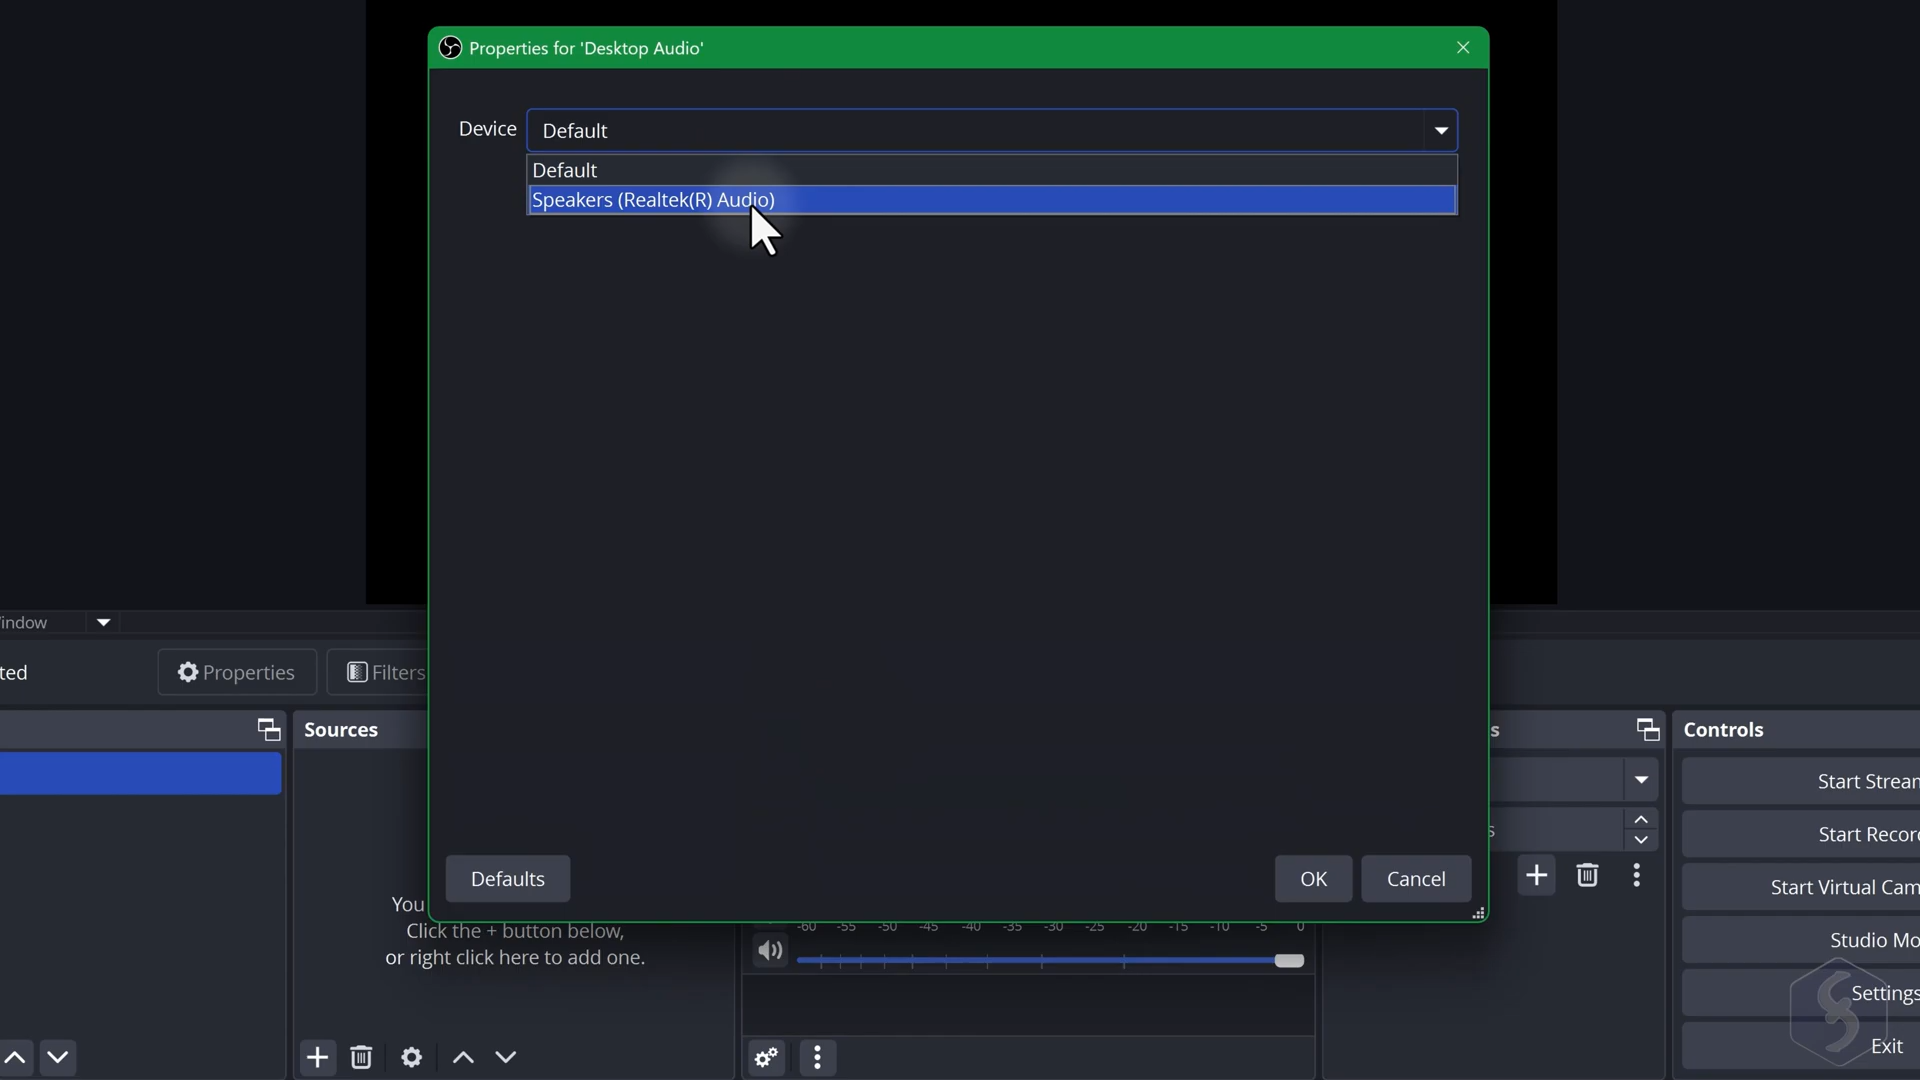 Properties for 'Desktop Audio'
Device
Default
Default
Speakers (Realtek(R) Audio)
indow
ted
Properties
Filters
Sources
s
Controls
Start Stream
Start Recor
s
Start Virtual Cam
Defaults
OK
Cancel
You
Click the + button below,
or right click here to add one.
-60 -55 -50 -45 -40 -35 -30 -25 -20 -15 -10 -5 0
Studio Mo
Settings
Exit